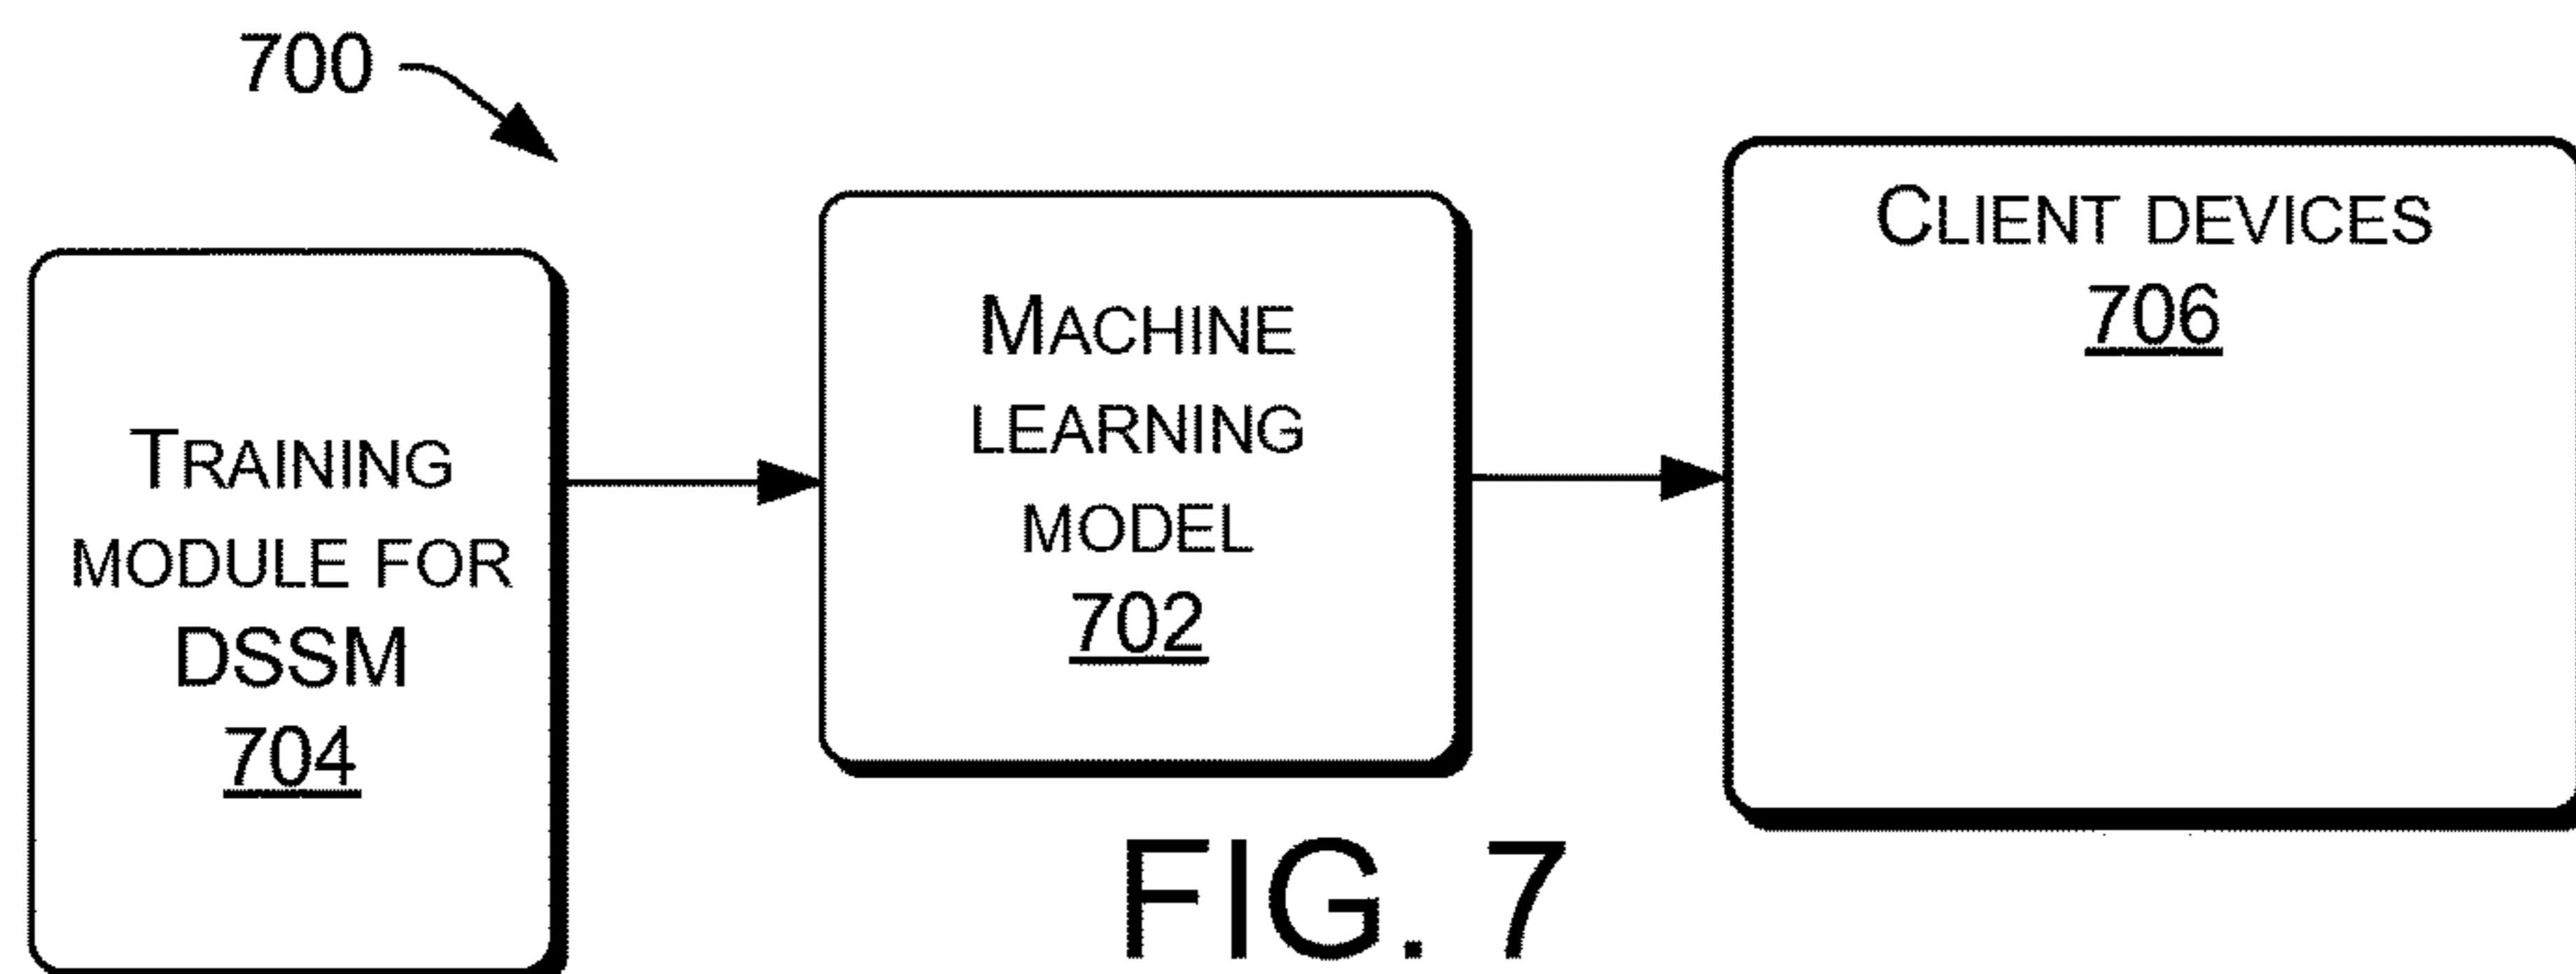 700
TRAINING
MODULE FOR
DSSM
704
MACHINE
LEARNING
MODEL
702
CLIENT DEVICES
706
FIG. 7